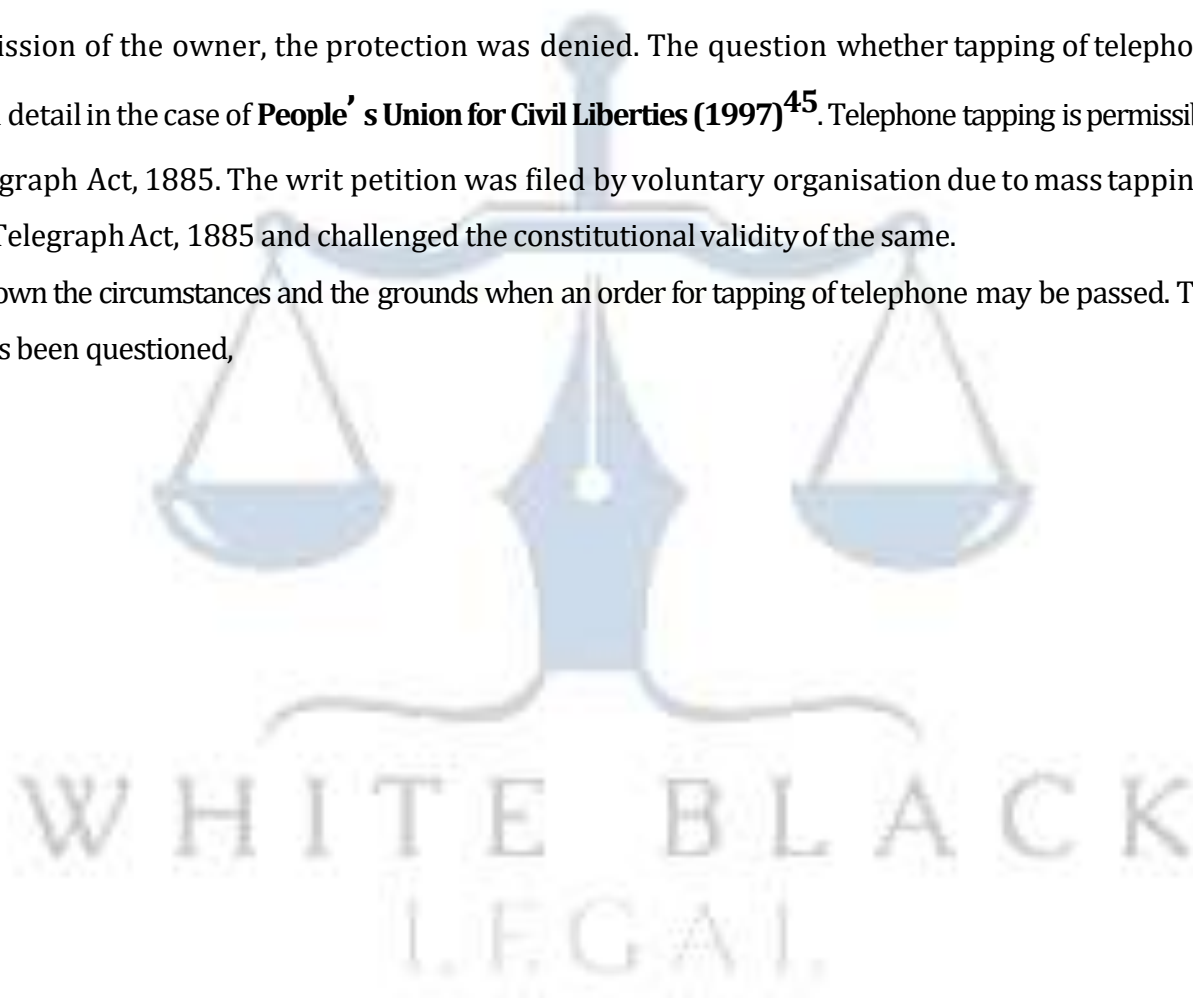 ission of the owner, the protection was denied. The question whether tapping of telepho
detail in the case of People’s Union for Civil Liberties (1997)45. Telephone tapping is permissi
graph Act, 1885. The writ petition was filed by voluntary organisation due to mass tappin
Telegraph Act, 1885 and challenged the constitutional validity of the same.
own the circumstances and the grounds when an order for tapping of telephone may be passed. T
s been questioned,
WHITE BLACK
LEGAL